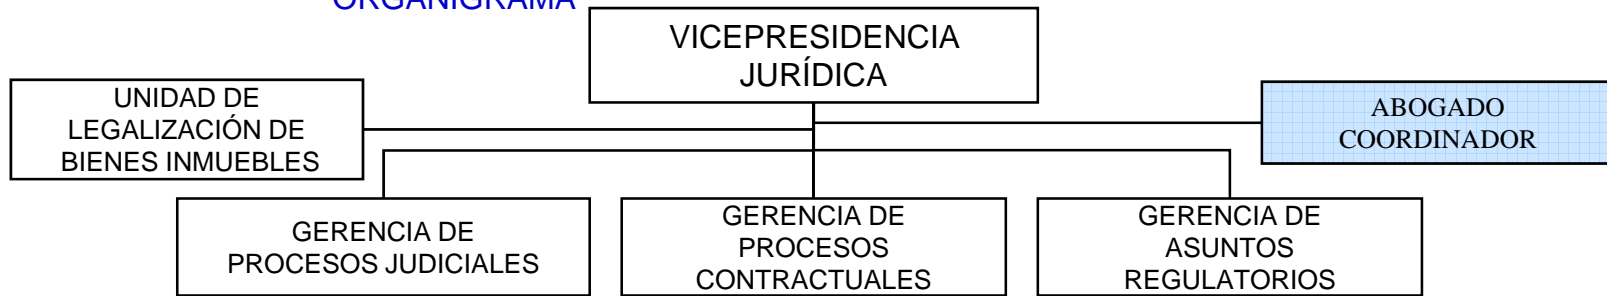 ORGANIGRAMA
VICEPRESIDENCIA
JURÍDICA
UNIDAD DE
LEGALIZACIÓN DE
BIENES INMUEBLES
ABOGADO
COORDINADOR
GERENCIA DE
PROCESOS JUDICIALES
GERENCIA DE
PROCESOS
CONTRACTUALES
GERENCIA DE
ASUNTOS
REGULATORIOS